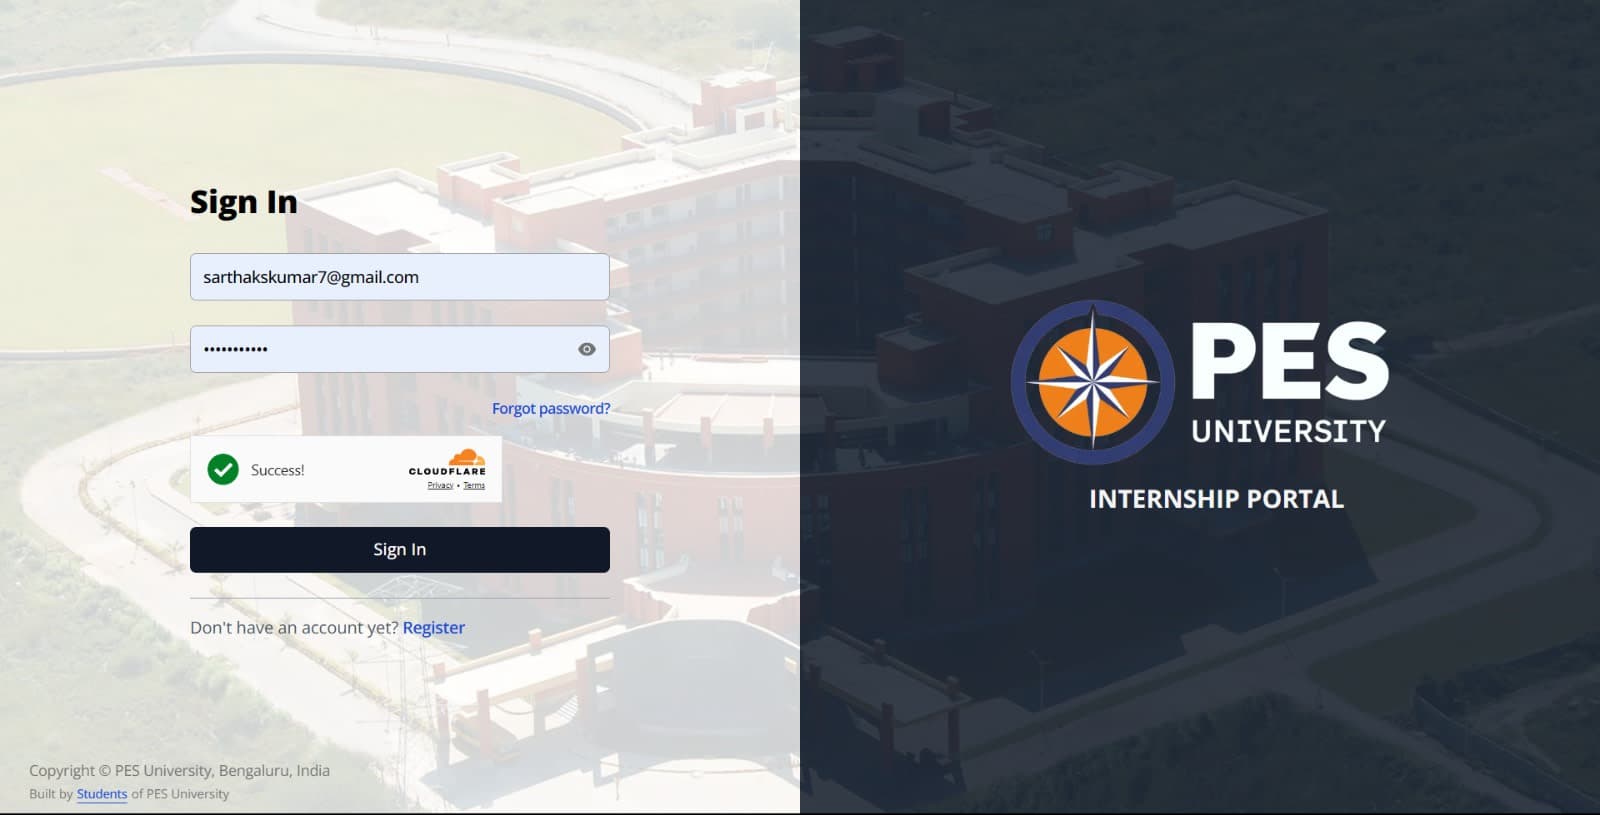 Sign In
sarthakskumar7@gmail.com
•••••••••••
Forgot password?
Success!
CLOUDFLARE
Privacy • Terms
Sign In
Don't have an account yet? Register
Copyright © PES University, Bengaluru, India
Built by Students of PES University
PES
UNIVERSITY
INTERNSHIP PORTAL